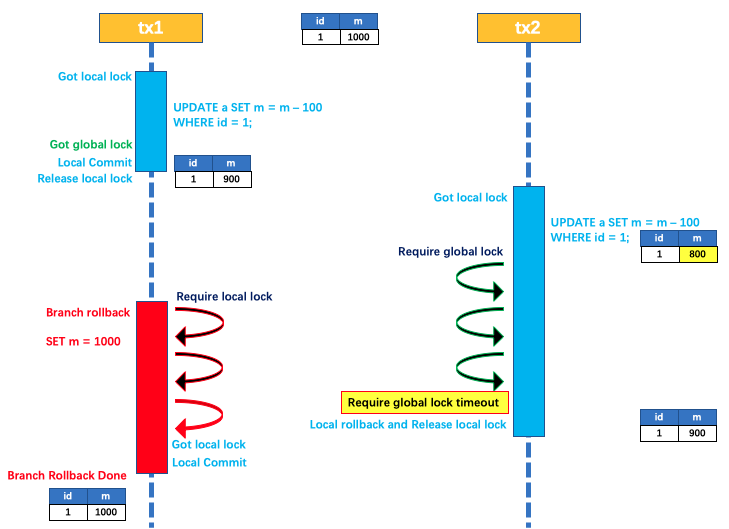 tx1
id m
1 1000
tx2
Got local lock
UPDATE a SET m = m – 100
WHERE id = 1;
Got global lock
Local Commit
Release local lock
id m
1 900
Got local lock
UPDATE a SET m = m – 100
WHERE id = 1;
id m
1 800
Require global lock
Require local lock
Branch rollback
SET m = 1000
Require global lock timeout
Local rollback and Release local lock
id m
1 900
Got local lock
Local Commit
Branch Rollback Done
id m
1 1000